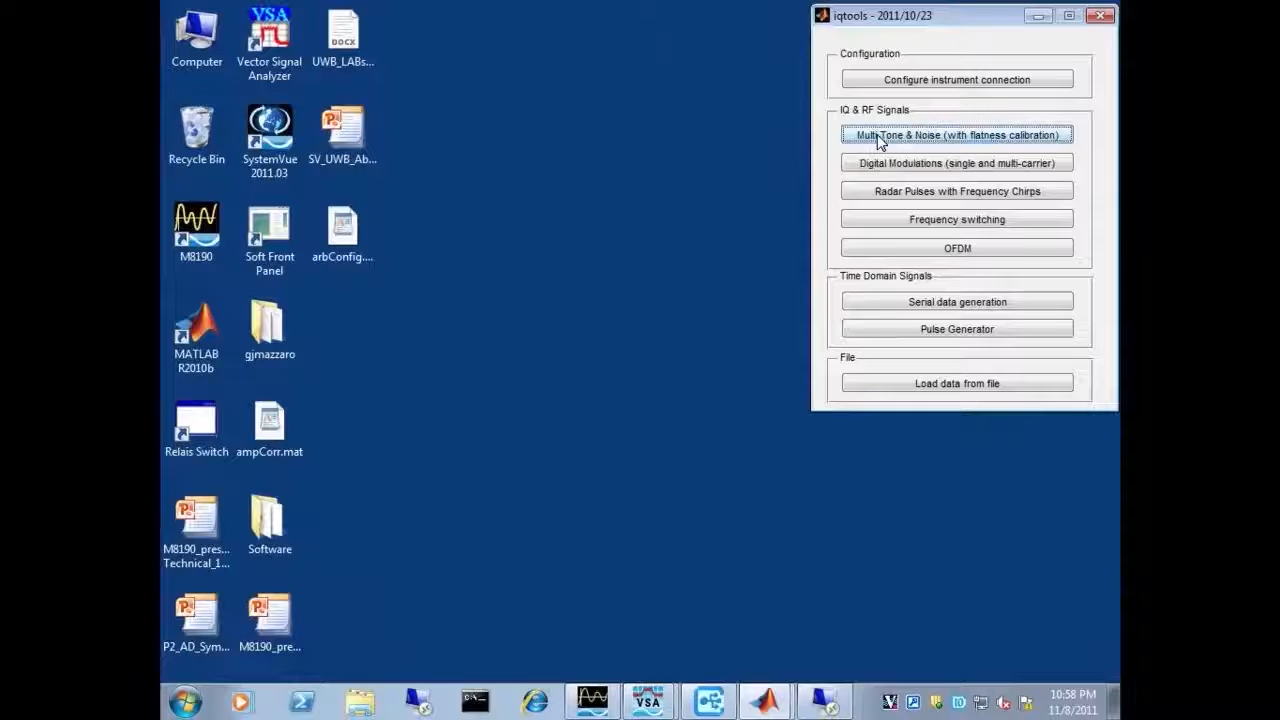 Computer
VSA
Vector Signal
Analyzer
DOCX
UWB_LABs...
Recycle Bin
SystemVue
2011.03
SV_UWB_Ab...
M8190
Soft Front
Panel
arbConfig....
MATLAB
R2010b
gjmazzaro
Relais Switch
ampCorr.mat
M8190_pres...
Technical_1...
Software
P2_AD_Sym...
M8190_pre...
iqtools - 2011/10/23
Configuration
Configure instrument connection
IQ & RF Signals
Multi-Tone & Noise (with flatness calibration)
Digital Modulations (single and multi-carrier)
Radar Pulses with Frequency Chirps
Frequency switching
OFDM
Time Domain Signals
Serial data generation
Pulse Generator
File
Load data from file
VSA
10:58 PM
11/8/2011